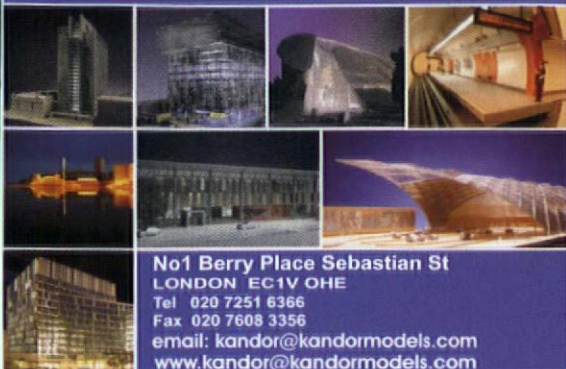 No1 Berry Place Sebastian St
LONDON EC1V OHE
Tel 020 7251 6366
Fax 020 7608 3356
email: kandor@kandormodels.com
www.kandor@kandormodels.com